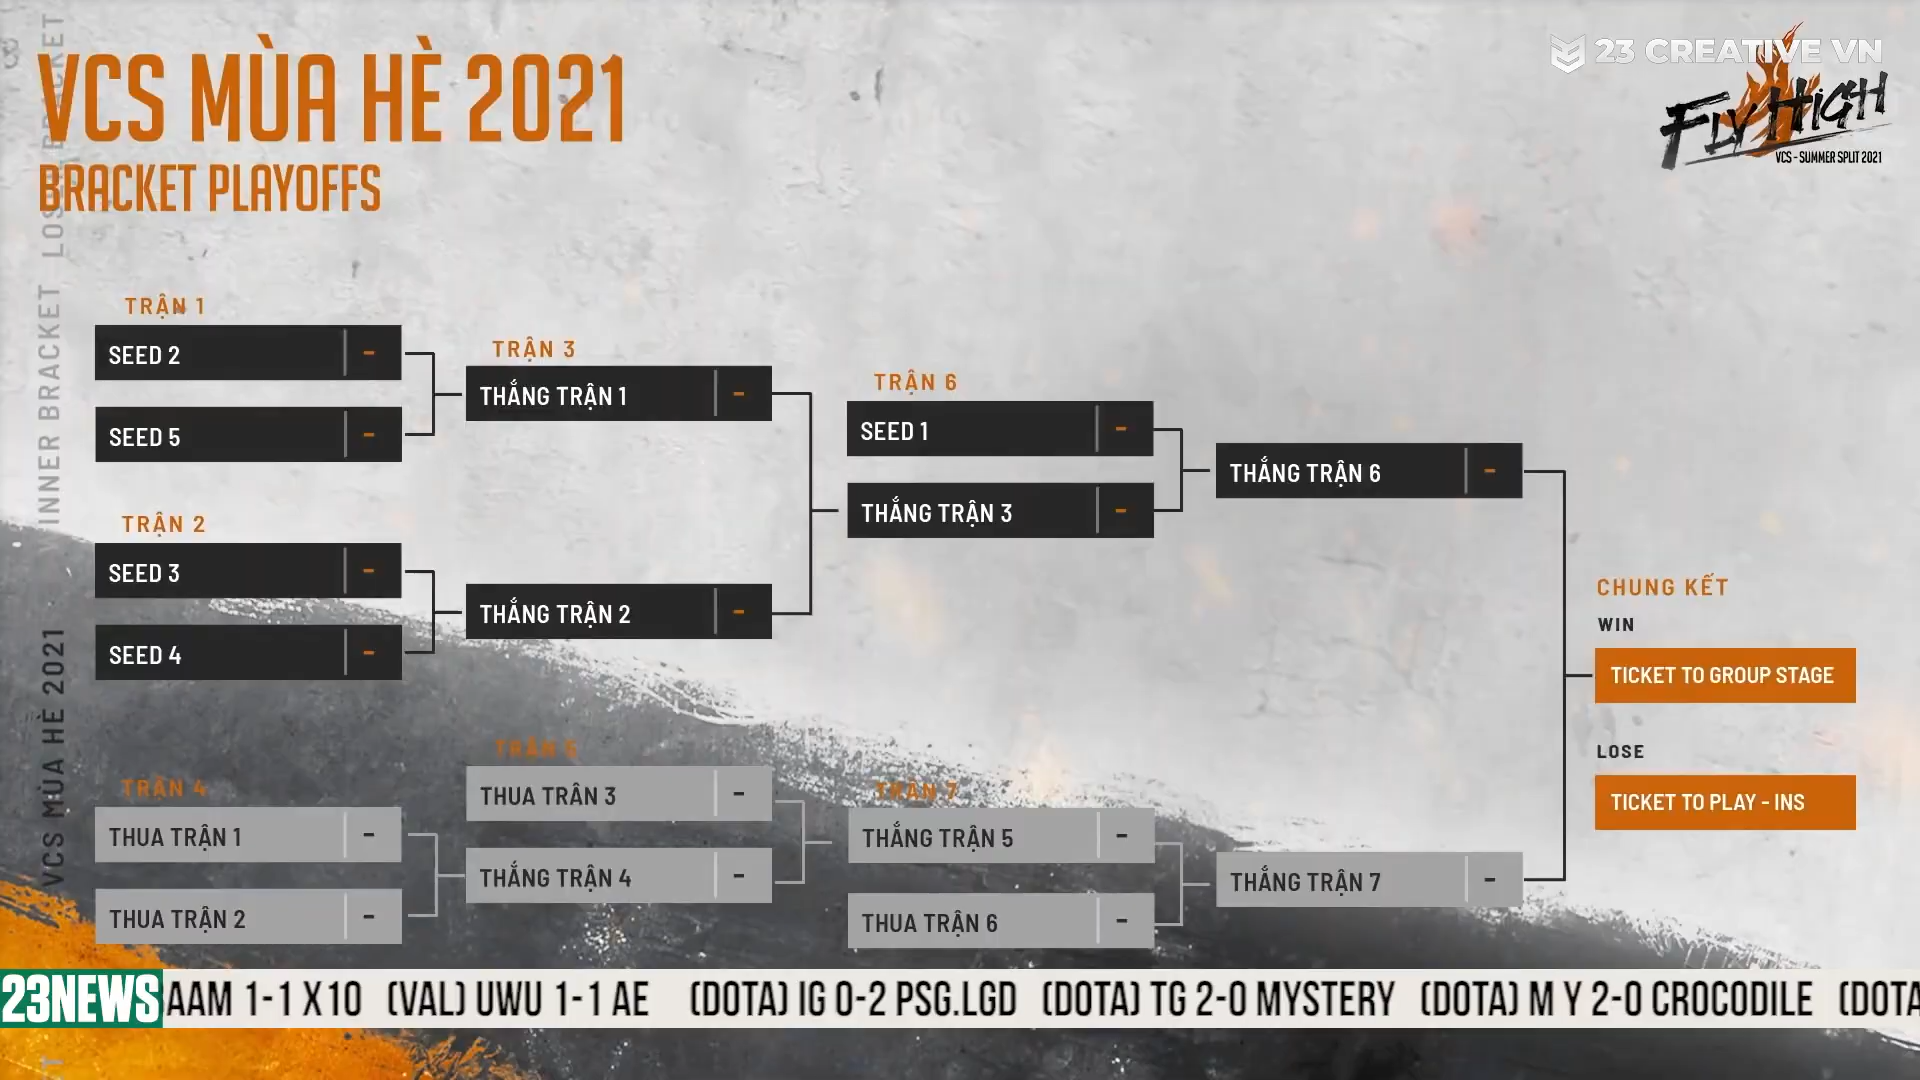 VCS MÙA HÈ 2021
BRACKET PLAYOFFS
23 CREATIVE VN
FLY HIGH
VCS - SUMMER SPLIT 2021
VCS MÙA HÈ 2021
INNER BRACKET
TRẬN 1
SEED 2 -
SEED 5 -
TRẬN 2
SEED 3 -
SEED 4 -
TRẬN 3
THẮNG TRẬN 1 -
THẮNG TRẬN 2 -
TRẬN 6
SEED 1 -
THẮNG TRẬN 3 -
THẮNG TRẬN 6 -
CHUNG KẾT
WIN
TICKET TO GROUP STAGE
LOSE
TICKET TO PLAY - INS
TRẬN 4
THUA TRẬN 1 -
THUA TRẬN 2 -
TRẬN 5
THUA TRÂN 3 -
THẮNG TRẬN 4 -
TRẬN 7
THẮNG TRẬN 5 -
THUA TRẬN 6 -
THẮNG TRẬN 7 -
23NEWS
AAM 1-1 X10 (VAL) UWU 1-1 AE (DOTA) IG 0-2 PSG.LGD (DOTA) TG 2-0 MYSTERY (DOTA) M Y 2-0 CROCODILE (DOTA